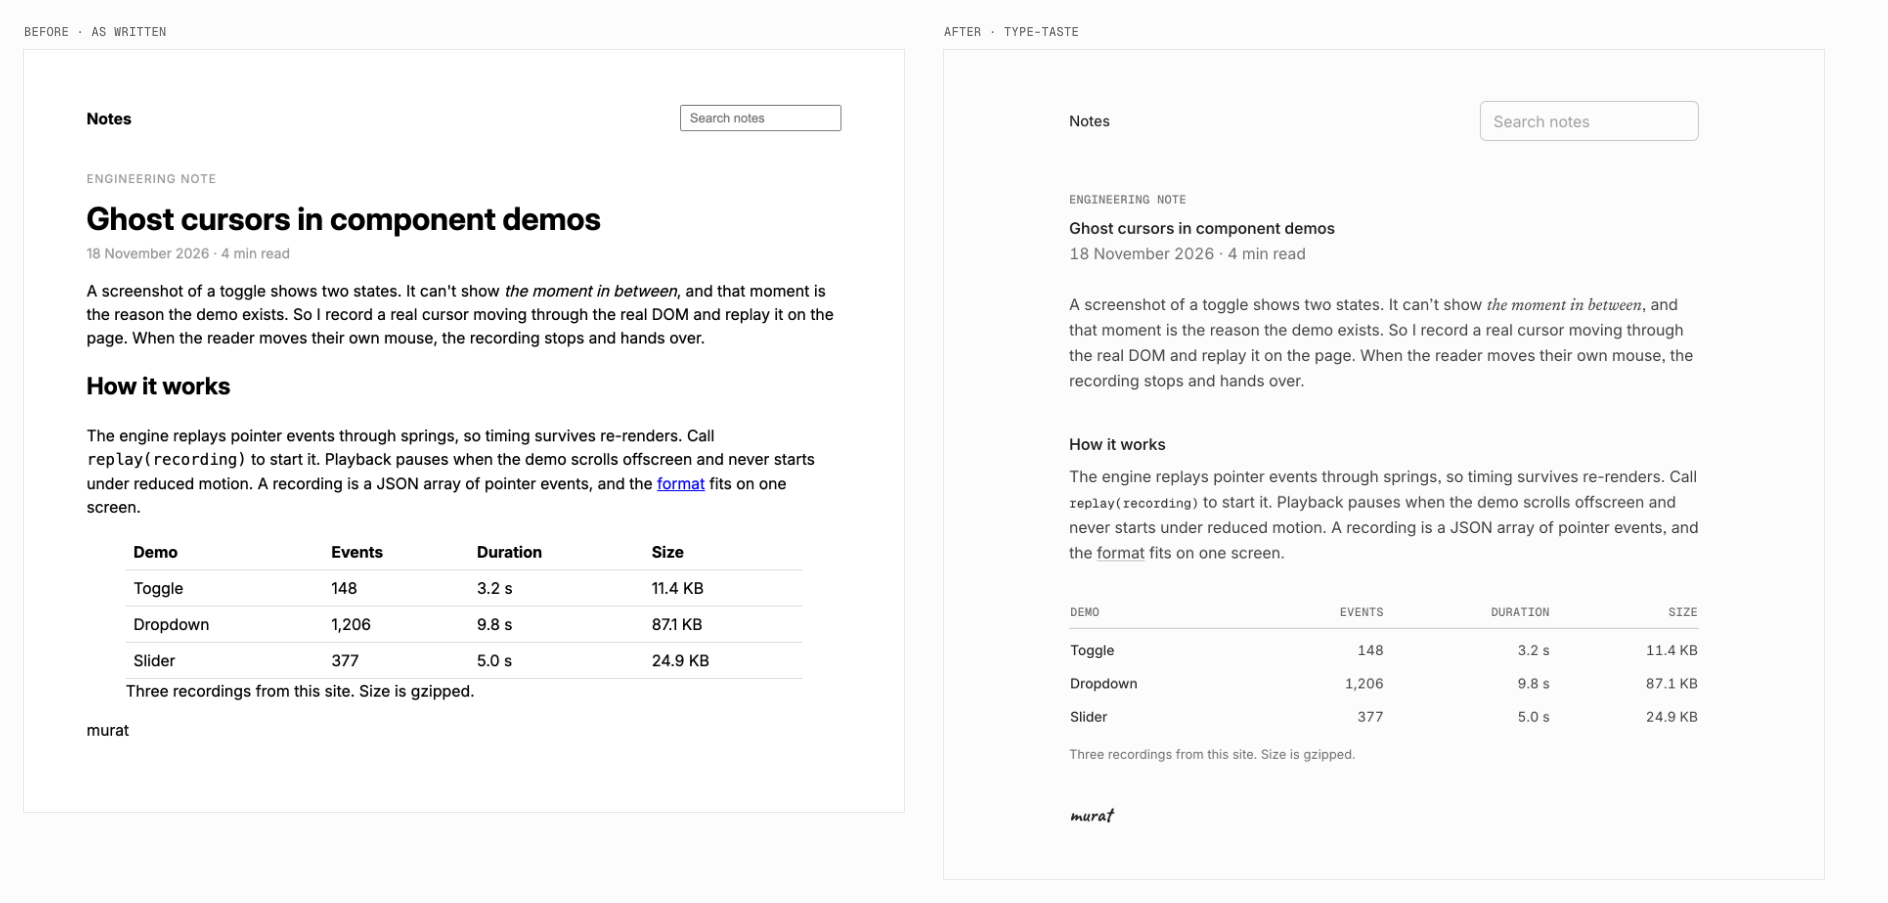 BEFORE · AS WRITTEN
Notes
Search notes
ENGINEERING NOTE
Ghost cursors in component demos
18 November 2026 · 4 min read
A screenshot of a toggle shows two states. It can't show the moment in between, and that moment is
the reason the demo exists. So I record a real cursor moving through the real DOM and replay it on the
page. When the reader moves their own mouse, the recording stops and hands over.
How it works
The engine replays pointer events through springs, so timing survives re-renders. Call
replay(recording) to start it. Playback pauses when the demo scrolls offscreen and never starts
under reduced motion. A recording is a JSON array of pointer events, and the format fits on one
screen.
Demo Events Duration Size
Toggle 148 3.2 s 11.4 KB
Dropdown 1,206 9.8 s 87.1 KB
Slider 377 5.0 s 24.9 KB
Three recordings from this site. Size is gzipped.
murat
AFTER · TYPE-TASTE
Notes
Search notes
ENGINEERING NOTE
Ghost cursors in component demos
18 November 2026 · 4 min read
A screenshot of a toggle shows two states. It can’t show the moment in between, and
that moment is the reason the demo exists. So I record a real cursor moving through
the real DOM and replay it on the page. When the reader moves their own mouse, the
recording stops and hands over.
How it works
The engine replays pointer events through springs, so timing survives re-renders. Call
replay(recording) to start it. Playback pauses when the demo scrolls offscreen and
never starts under reduced motion. A recording is a JSON array of pointer events, and
the format fits on one screen.
DEMO EVENTS DURATION SIZE
Toggle 148 3.2 s 11.4 KB
Dropdown 1,206 9.8 s 87.1 KB
Slider 377 5.0 s 24.9 KB
Three recordings from this site. Size is gzipped.
murat